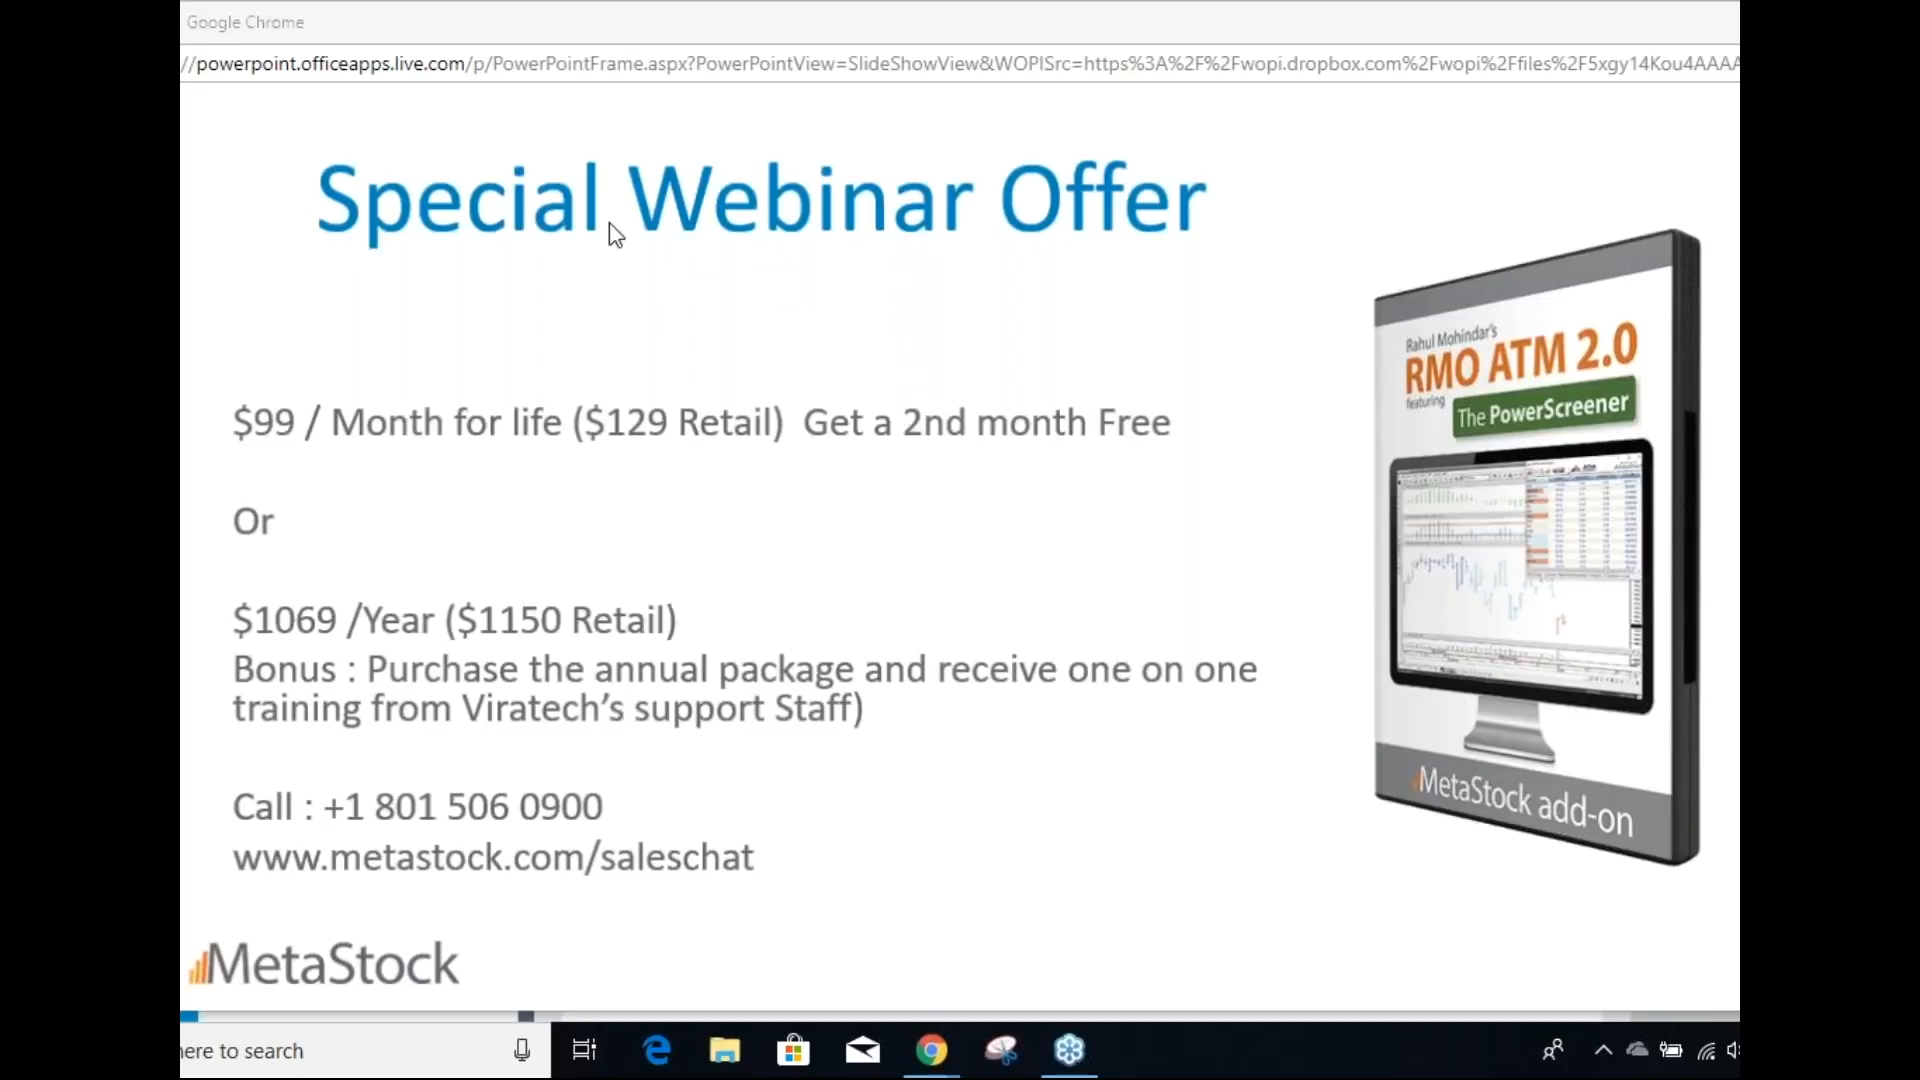 Google Chrome
//powerpoint.officeapps.live.com/p/PowerPointFrame.aspx?PowerPointView=SlideShowView&WOPISrc=https%3A%2F%2Fwopi.dropbox.com%2Fwopi%2Ffiles%2F5xgy14Kou4AAAA
Special Webinar Offer
$99 / Month for life ($129 Retail)  Get a 2nd month Free
Or
$1069 /Year ($1150 Retail)
Bonus : Purchase the annual package and receive one on one
training from Viratech’s support Staff)
Call : +1 801 506 0900
www.metastock.com/saleschat
Rahul Mohindar's
RMO ATM 2.0
featuring
The PowerScreener
MetaStock add-on
MetaStock
here to search